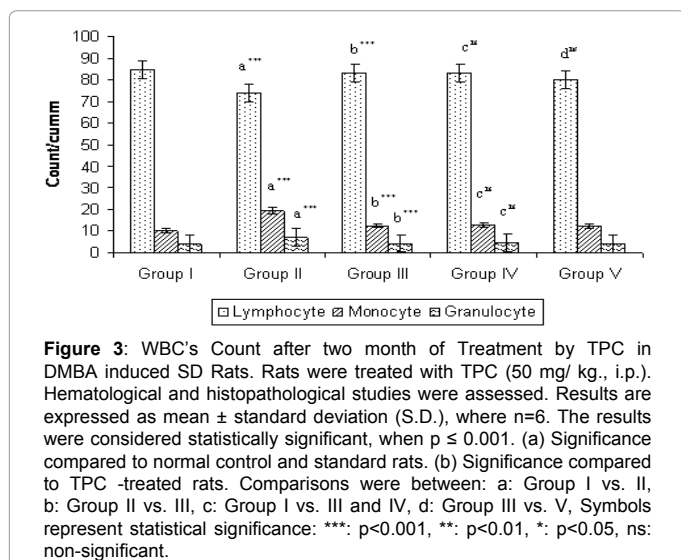 Count/cumm
100
90
80
70
60
50
40
30
20
10
0
a***
b***
c ns
d ns
a***
a***
b***
b***
c ns
c ns
Group I Group II Group III Group IV Group V
Lymphocyte Monocyte Granulocyte
Figure 3: WBC's Count after two month of Treatment by TPC in
DMBA induced SD Rats. Rats were treated with TPC (50 mg/ kg., i.p.).
Hematological and histopathological studies were assessed. Results are
expressed as mean ± standard deviation (S.D.), where n=6. The results
were considered statistically significant, when p ≤ 0.001. (a) Significance
compared to normal control and standard rats. (b) Significance compared
to TPC -treated rats. Comparisons were between: a: Group I vs. II,
b: Group II vs. III, c: Group I vs. III and IV, d: Group III vs. V, Symbols
represent statistical significance: ***: p<0.001, **: p<0.01, *: p<0.05, ns:
non-significant.